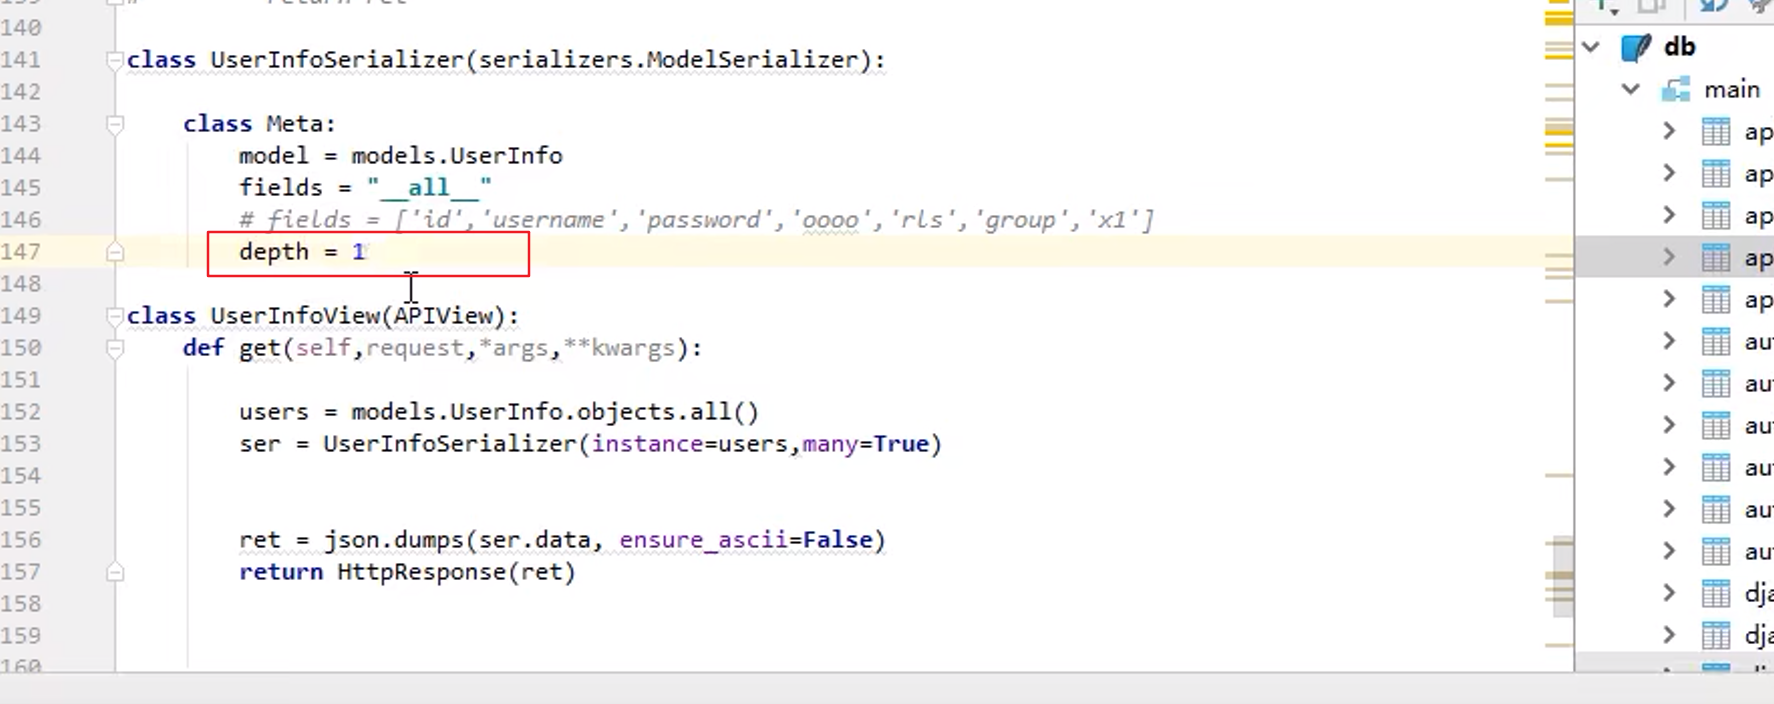 # return ret
140
141 class UserInfoSerializer(serializers.ModelSerializer):
142
143 class Meta:
144 model = models.UserInfo
145 fields = "__all__"
146 # fields = ['id','username','password','oooo','rls','group','x1']
147 depth = 1
148
149 class UserInfoView(APIView):
150 def get(self,request,*args,**kwargs):
151
152 users = models.UserInfo.objects.all()
153 ser = UserInfoSerializer(instance=users,many=True)
154
155
156 ret = json.dumps(ser.data, ensure_ascii=False)
157 return HttpResponse(ret)
158
159
160
db
main
ap
ap
ap
ap
ap
au
au
au
au
au
au
dja
dja